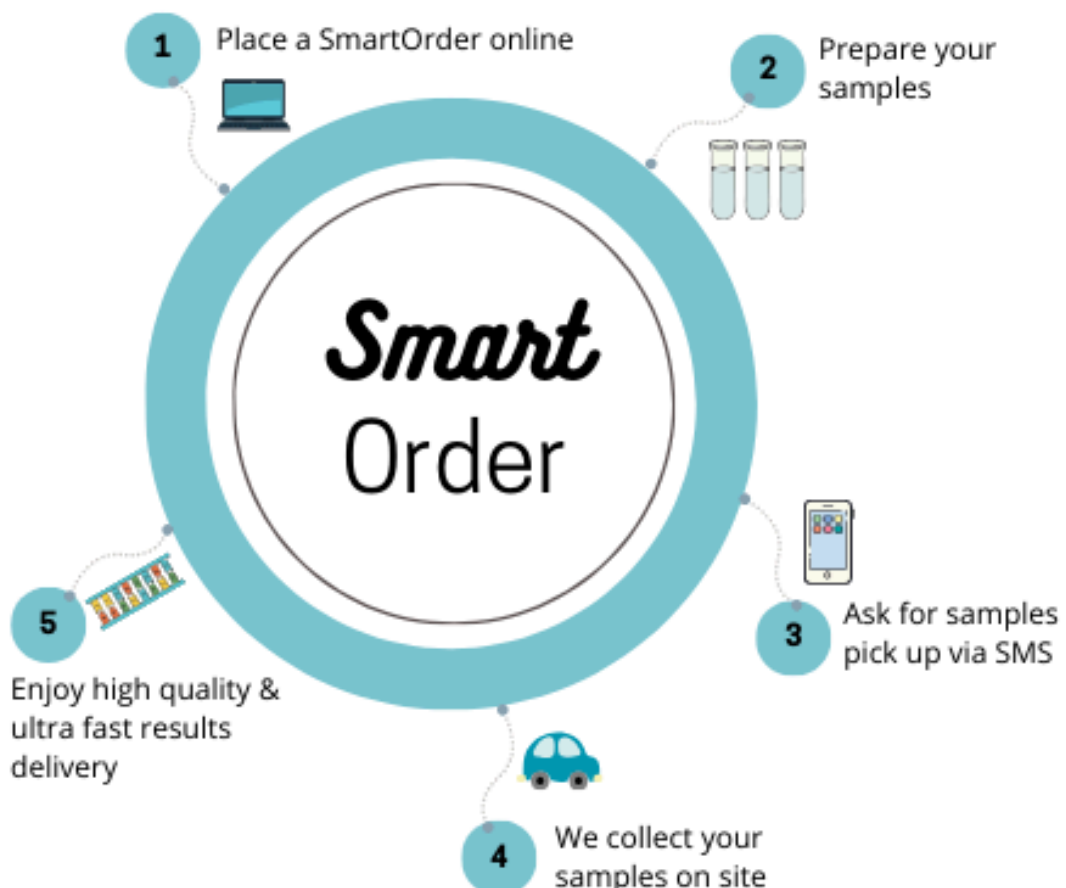 1
Place a SmartOrder online
2
Prepare your
samples
Smart
Order
3
Ask for samples
pick up via SMS
4
We collect your
samples on site
5
Enjoy high quality &
ultra fast results
delivery